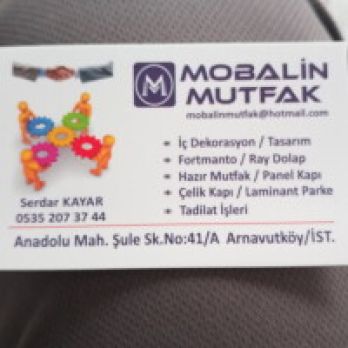 M
MOBALİN
MUTFAK
mobalinmutfak@hotmail.com
İç Dekorasyon / Tasarım
Fortmanto / Ray Dolap
Hazır Mutfak / Panel Kapı
Çelik Kapı / Laminant Parke
Tadilat İşleri
Serdar KAYAR
0535 207 37 44
Anadolu Mah. Şule Sk.No:41/A Arnavutköy/İST.